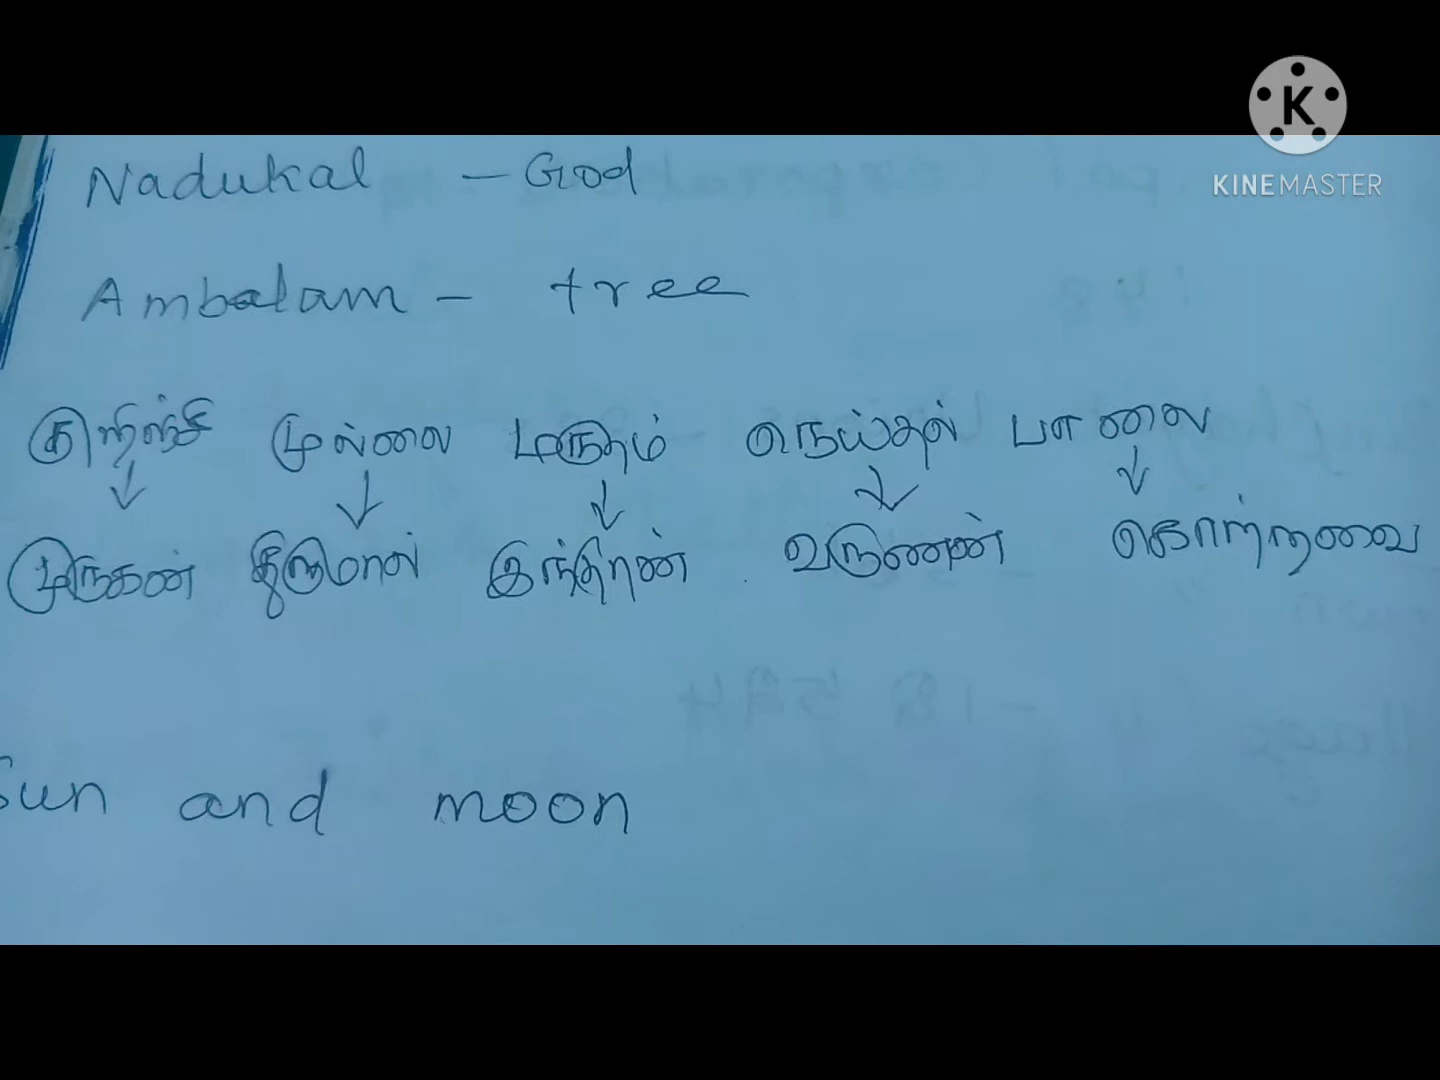 KINEMASTER
Nadukal - God
Ambalam - tree
குறிஞ்சி முல்லை மருதம் நெய்தல் பாலை
முருகன் திருமால் இந்திரன் வருணன் கொற்றவை
Sun and moon